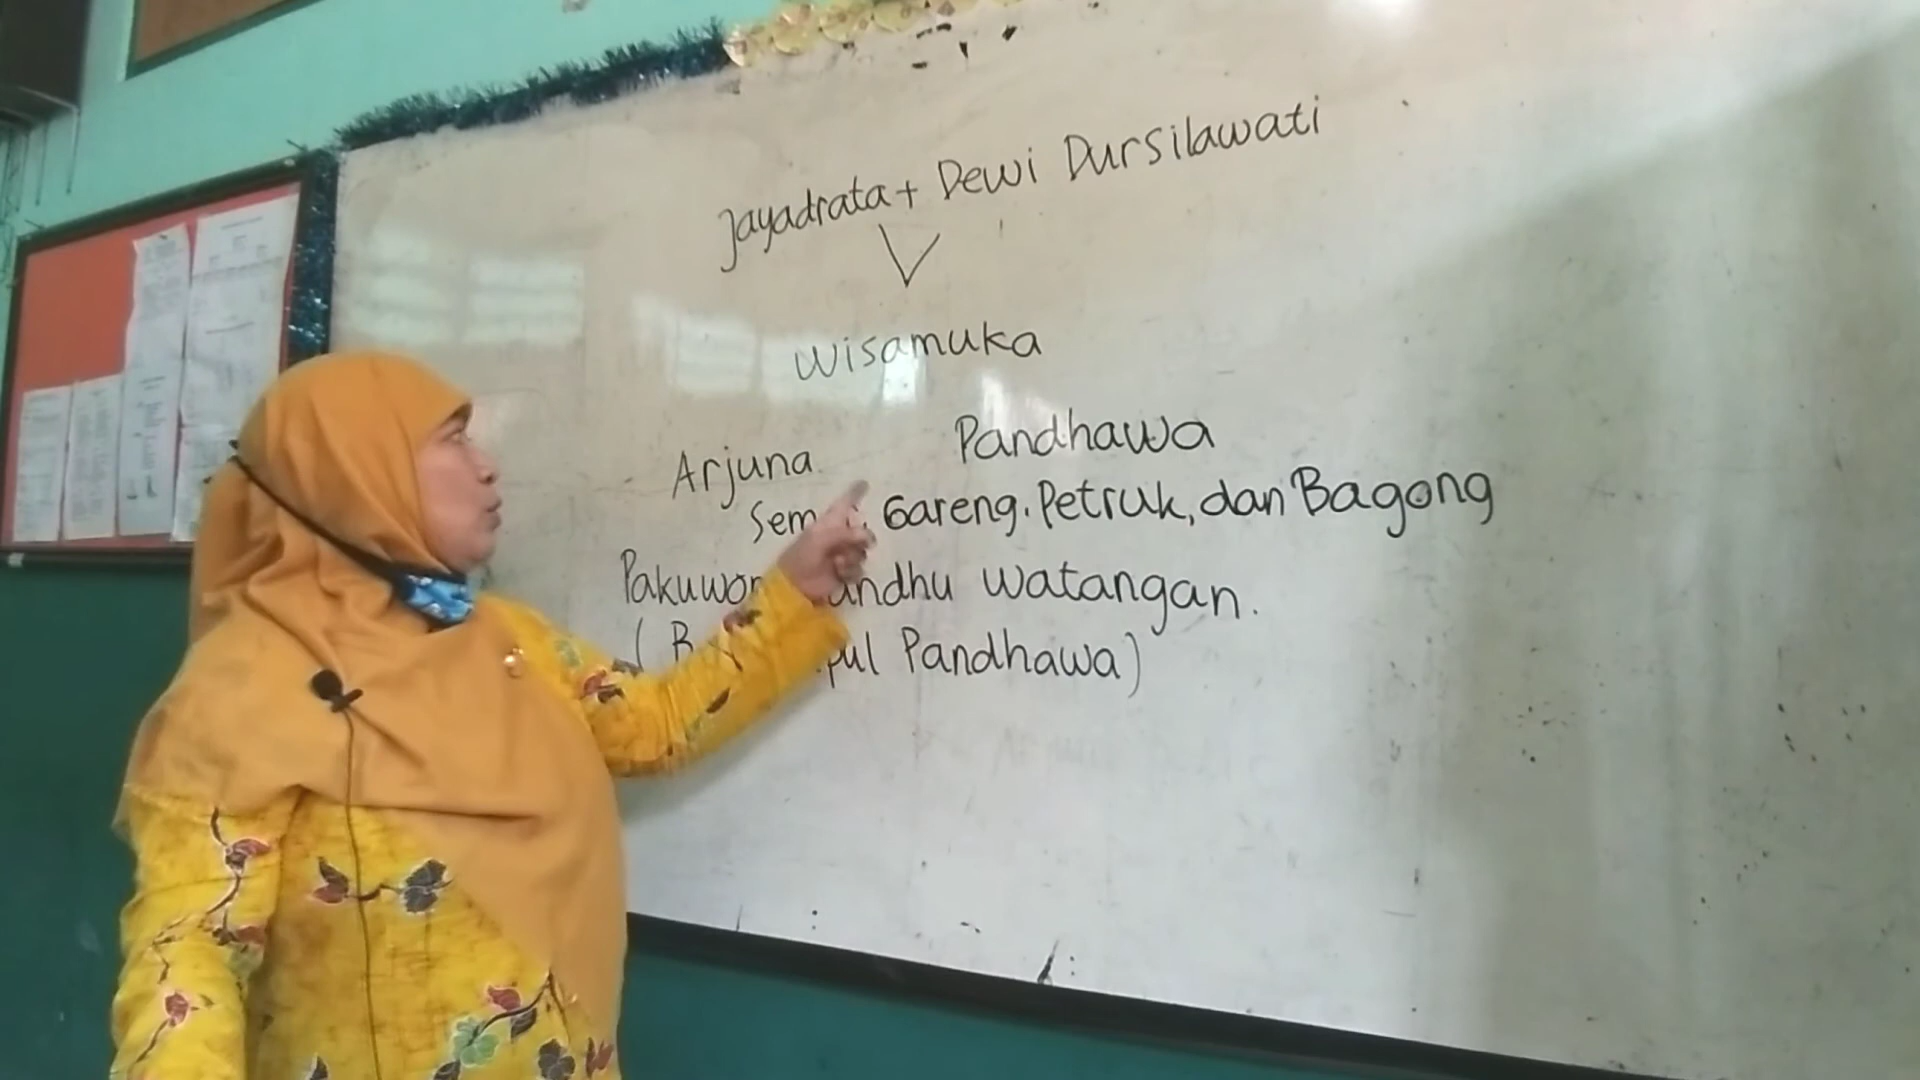 Jayadrata + Dewi Dursilawati
Wisamuka
Arjuna Pandhawa
Gareng, Petruk, dan Bagong
Watangan.
Pandhawa)